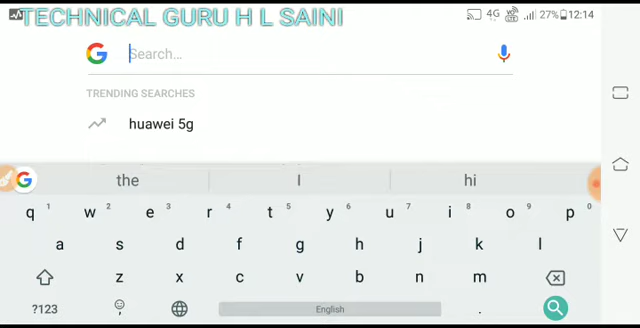 TECHNICAL GURU H L SAINI
4G VoLTE 27% 12:14
Search...
TRENDING SEARCHES
huawei 5g
the I hi
q 1 w 2 e 3 r 4 t 5 y 6 u 7 i 8 o 9 p 0
a s d f g h j k l
z x c v b n m
?123 , English .